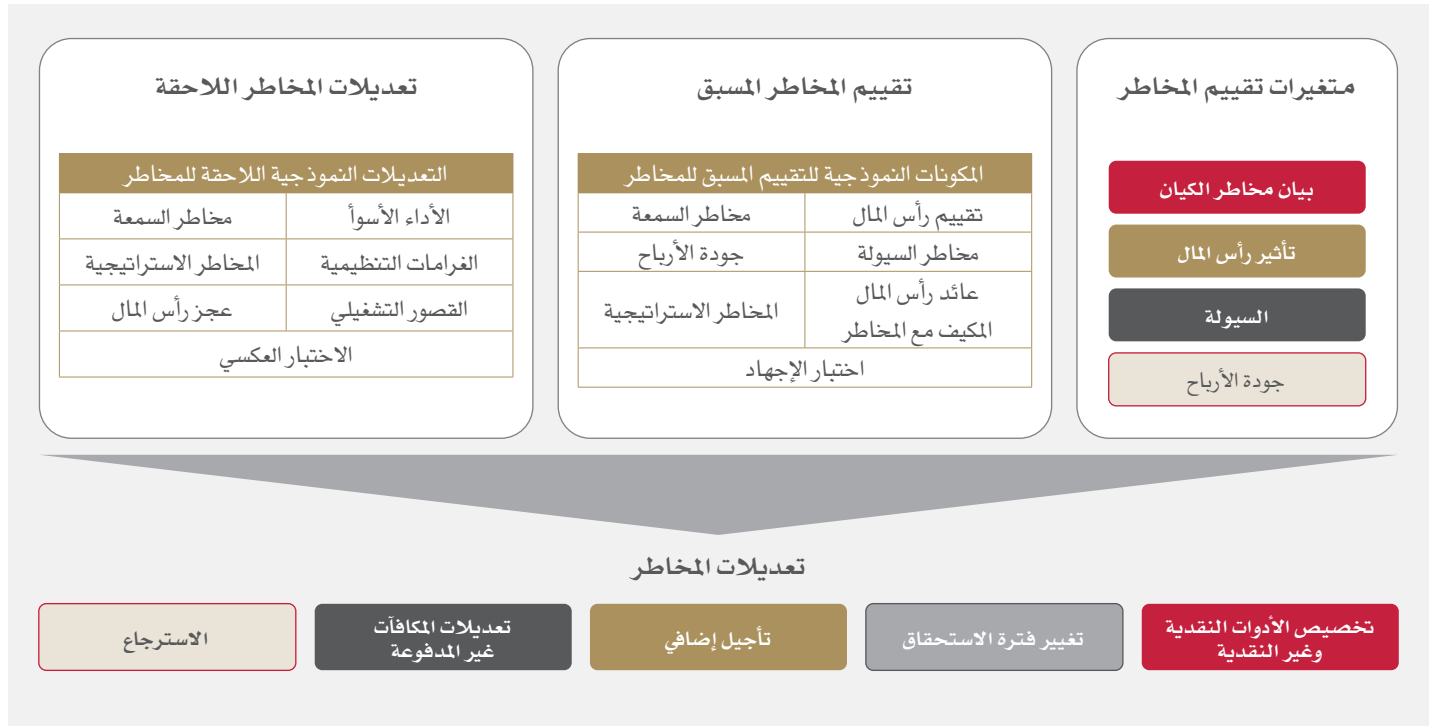 متغيرات تقييم المخاطر
بيان مخاطر الكيان
تأثير رأس المال
السيولة
جودة الأرباح
تقييم المخاطر المسبق
المكونات النموذجية للتقييم المسبق للمخاطر
تقييم رأس المال
مخاطر السمعة
مخاطر السيولة
جودة الأرباح
عائد رأس المال
المكيف مع المخاطر
المخاطر الاستراتيجية
اختبار الإجهاد
تعديلات المخاطر اللاحقة
التعديلات النموذجية اللاحقة للمخاطر
الأداء الأسوأ
مخاطر السمعة
الغرامات التنظيمية
المخاطر الاستراتيجية
القصور التشغيلي
عجز رأس المال
الاختبار العكسي
تعديلات المخاطر
تخصيص الأدوات النقدية
وغير النقدية
تغيير فترة الاستحقاق
تأجيل إضافي
تعديلات المكافآت
غير المدفوعة
الاسترجاع